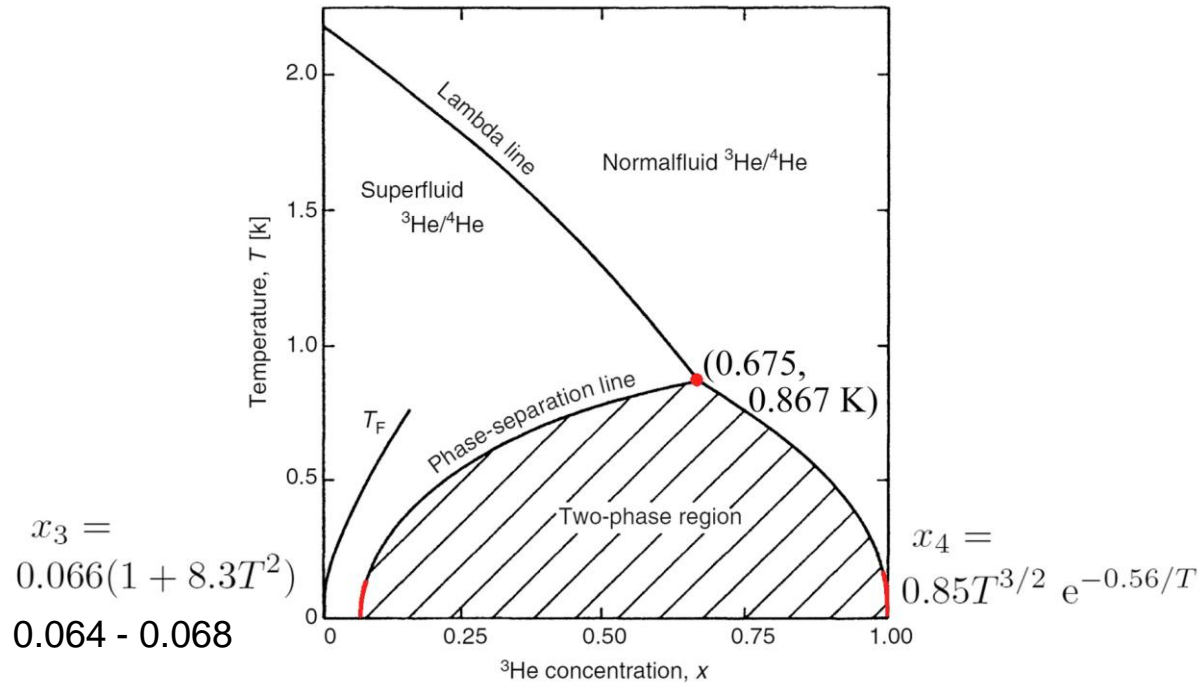 2.0
1.5
1.0
0.5
0
Temperature, T [k]
Lambda line
Normalfluid ³He/⁴He
Superfluid
³He/⁴He
(0.675,
0.867 K)
T_F
Phase-separation line
Two-phase region
x₃ =
0.066(1 + 8.3T²)
0.064 - 0.068
x₄ =
0.85T^{3/2} e^{−0.56/T}
0 0.25 0.50 0.75 1.00
³He concentration, x